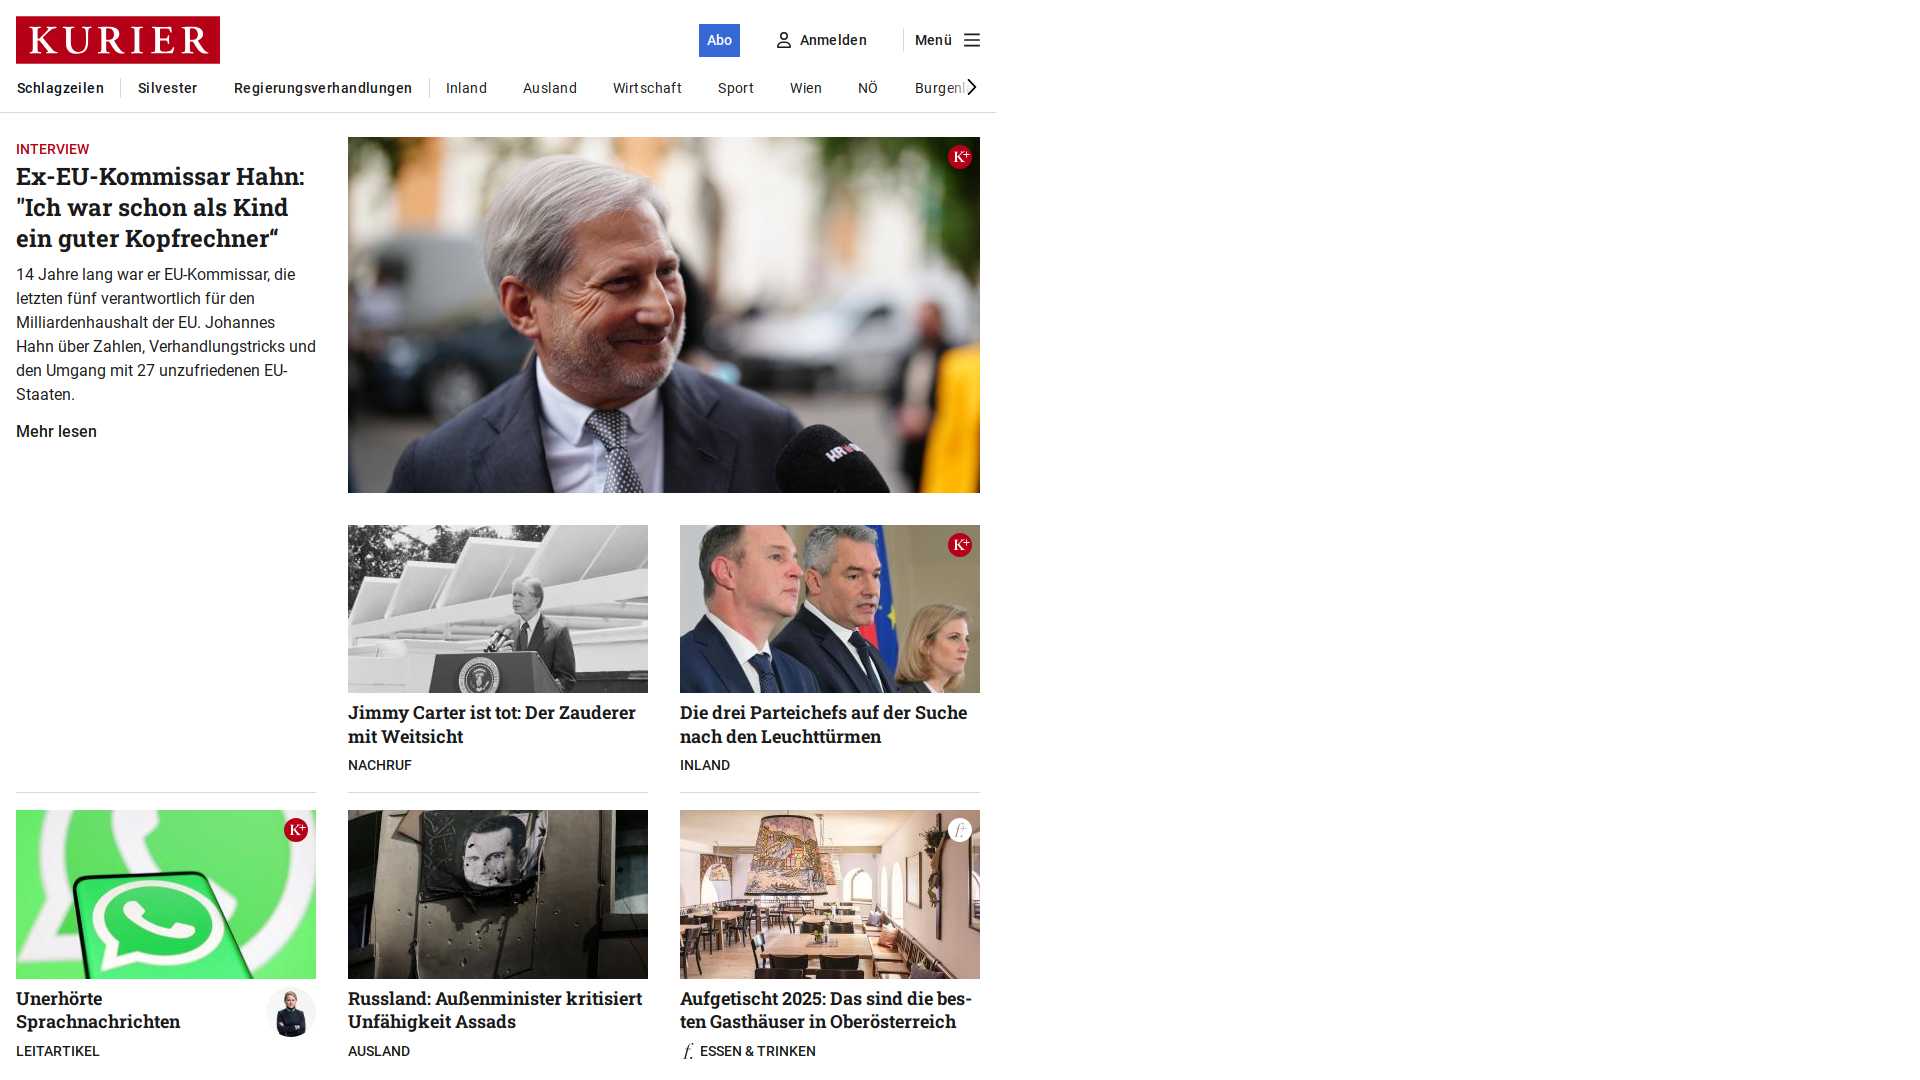 KURIER
Abo
Anmelden
Menü
Schlagzeilen
Silvester
Regierungsverhandlungen
Inland
Ausland
Wirtschaft
Sport
Wien
NÖ
INTERVIEW
Ex-EU-Kommissar Hahn:
"Ich war schon als Kind
ein guter Kopfrechner“
14 Jahre lang war er EU-Kommissar, die
letzten fünf verantwortlich für den
Milliardenhaushalt der EU. Johannes
Hahn über Zahlen, Verhandlungstricks und
den Umgang mit 27 unzufriedenen EU-
Staaten.
Mehr lesen
K+
K+
Jimmy Carter ist tot: Der Zauderer
mit Weitsicht
NACHRUF
Die drei Parteichefs auf der Suche
nach den Leuchttürmen
INLAND
K+
f+
Unerhörte
Sprachnachrichten
LEITARTIKEL
Russland: Außenminister kritisiert
Unfähigkeit Assads
AUSLAND
Aufgetischt 2025: Das sind die bes-
ten Gasthäuser in Oberösterreich
f. ESSEN & TRINKEN